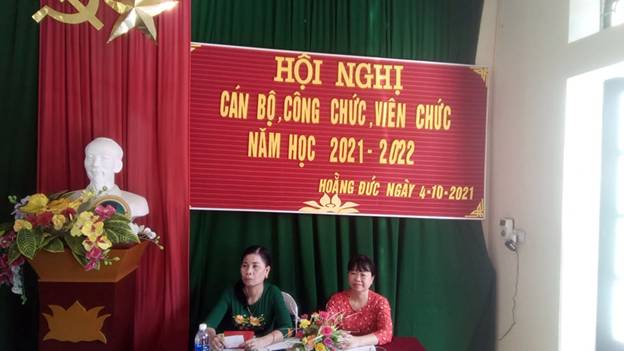 HỘI NGHỊ
CÁN BỘ, CÔNG CHỨC, VIÊN CHỨC
NĂM HỌC 2021-2022
HOẰNG ĐỨC NGÀY 4-10-2021